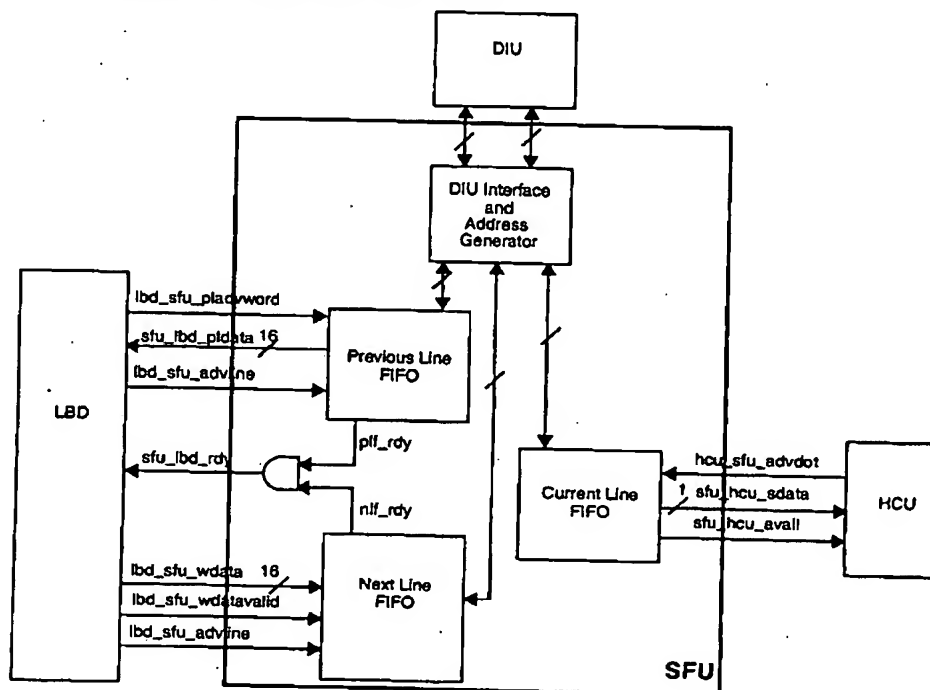 DIU
DIU Interface
and
Address
Generator
LBD
lbd_sfu_pladvword
sfu_lbd_pldata 16
lbd_sfu_advline
Previous Line
FIFO
plf_rdy
sfu_lbd_rdy
nlf_rdy
lbd_sfu_wdata 16
lbd_sfu_wdatavalid
lbd_sfu_advline
Next Line
FIFO
Current Line
FIFO
hcu_sfu_advdot
1 sfu_hcu_sdata
sfu_hcu_avail
HCU
SFU